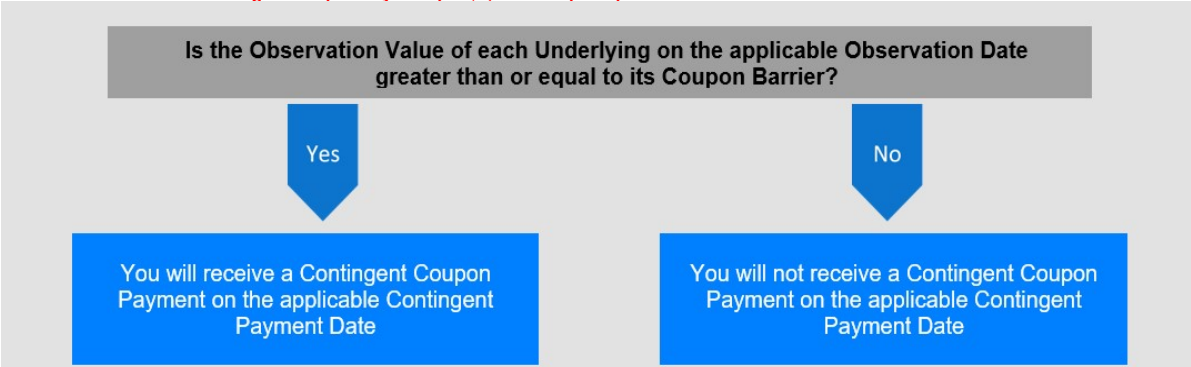 Is the Observation Value of each Underlying on the applicable Observation Date
greater than or equal to its Coupon Barrier?
Yes
No
You will receive a Contingent Coupon
Payment on the applicable Contingent
Payment Date
You will not receive a Contingent Coupon
Payment on the applicable Contingent
Payment Date